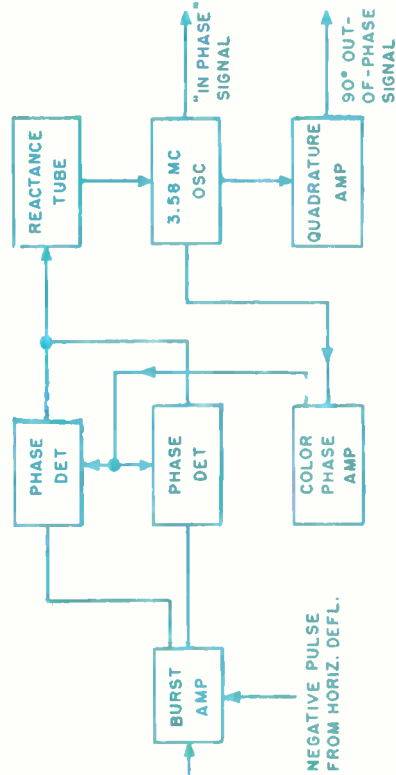 BURST
AMP
NEGATIVE PULSE
FROM HORIZ. DEFL.
PHASE
DET
PHASE
DET
COLOR
PHASE
AMP
REACTANCE
TUBE
3.58 MC
OSC
QUADRATURE
AMP
"IN PHASE"
SIGNAL
90° OUT-
OF-PHASE
SIGNAL